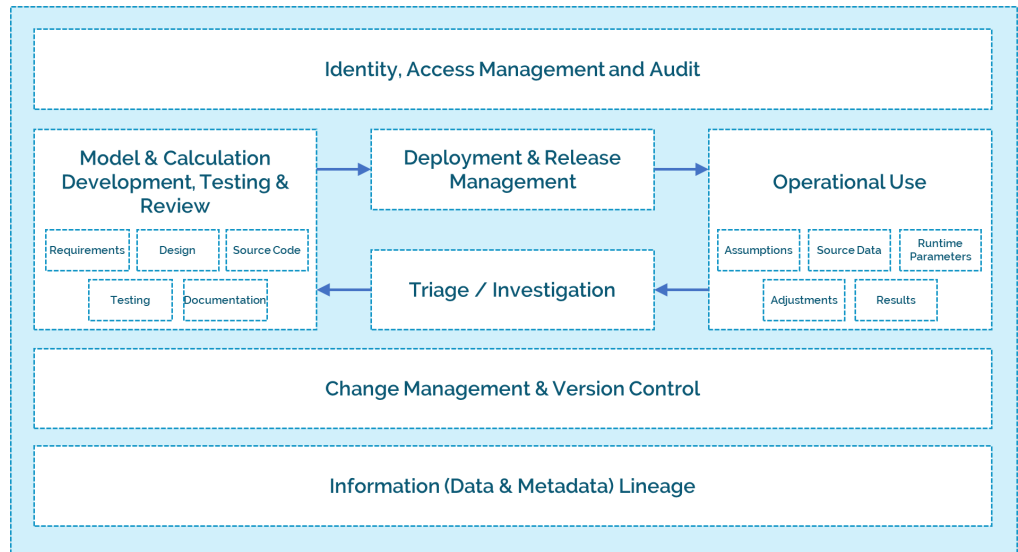 Identity, Access Management and Audit
Model & Calculation
Development, Testing &
Review
Requirements
Design
Source Code
Testing
Documentation
Deployment & Release
Management
Triage / Investigation
Operational Use
Assumptions
Source Data
Runtime
Parameters
Adjustments
Results
Change Management & Version Control
Information (Data & Metadata) Lineage